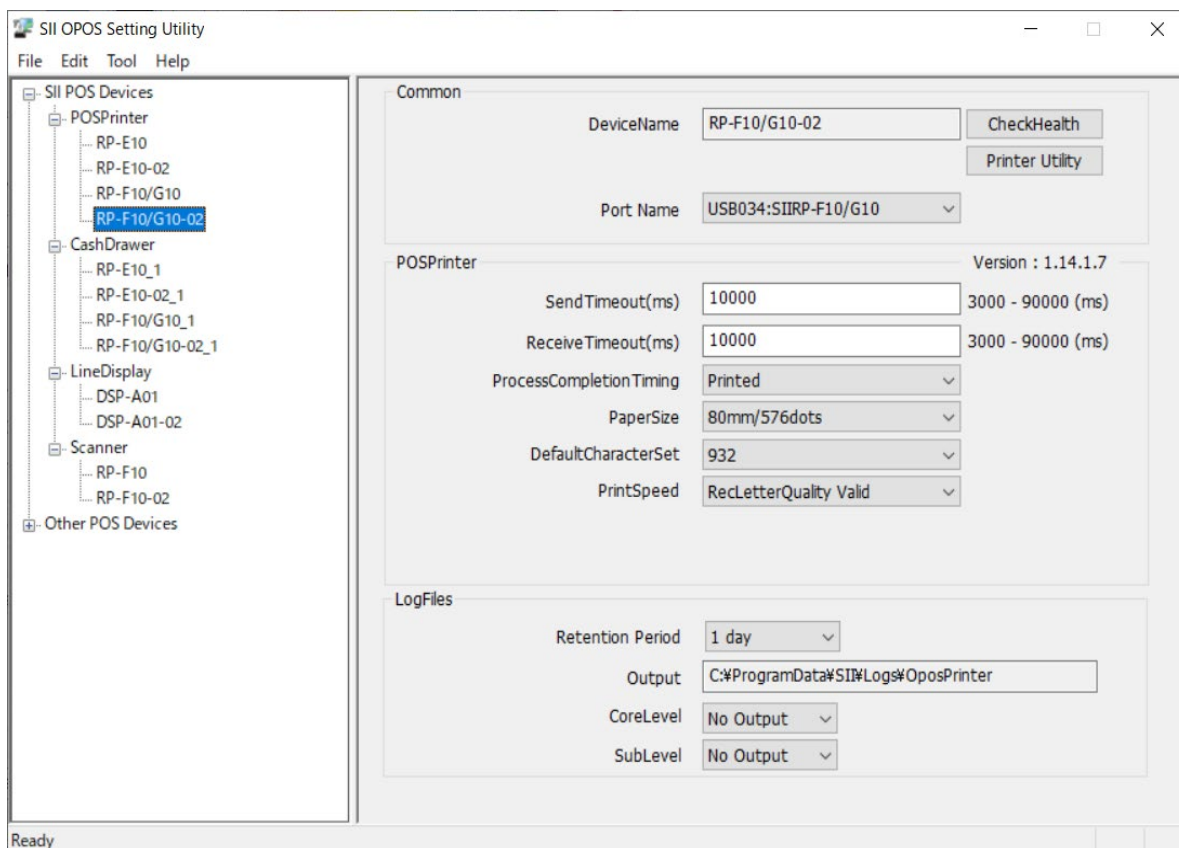 SII OPOS Setting Utility
File Edit Tool Help
SII POS Devices
POSPrinter
RP-E10
RP-E10-02
RP-F10/G10
RP-F10/G10-02
CashDrawer
RP-E10_1
RP-E10-02_1
RP-F10/G10_1
RP-F10/G10-02_1
LineDisplay
DSP-A01
DSP-A01-02
Scanner
RP-F10
RP-F10-02
Other POS Devices
Common
DeviceName RP-F10/G10-02 CheckHealth
Printer Utility
Port Name USB034:SIIRP-F10/G10
POSPrinter Version : 1.14.1.7
SendTimeout(ms) 10000 3000 - 90000 (ms)
ReceiveTimeout(ms) 10000 3000 - 90000 (ms)
ProcessCompletionTiming Printed
PaperSize 80mm/576dots
DefaultCharacterSet 932
PrintSpeed RecLetterQuality Valid
LogFiles
Retention Period 1 day
Output C:¥ProgramData¥SII¥Logs¥OposPrinter
CoreLevel No Output
SubLevel No Output
Ready